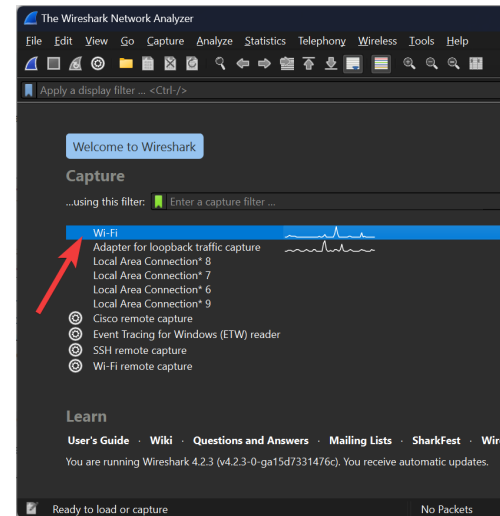 The Wireshark Network Analyzer
File Edit View Go Capture Analyze Statistics Telephony Wireless Tools Help
Apply a display filter ... <Ctrl-/>
Welcome to Wireshark
Capture
...using this filter: Enter a capture filter ...
Wi-Fi
Adapter for loopback traffic capture
Local Area Connection* 8
Local Area Connection* 7
Local Area Connection* 6
Local Area Connection* 9
Cisco remote capture
Event Tracing for Windows (ETW) reader
SSH remote capture
Wi-Fi remote capture
Learn
User's Guide · Wiki · Questions and Answers · Mailing Lists · SharkFest · Wir
You are running Wireshark 4.2.3 (v4.2.3-0-ga15d7331476c). You receive automatic updates.
Ready to load or capture No Packets